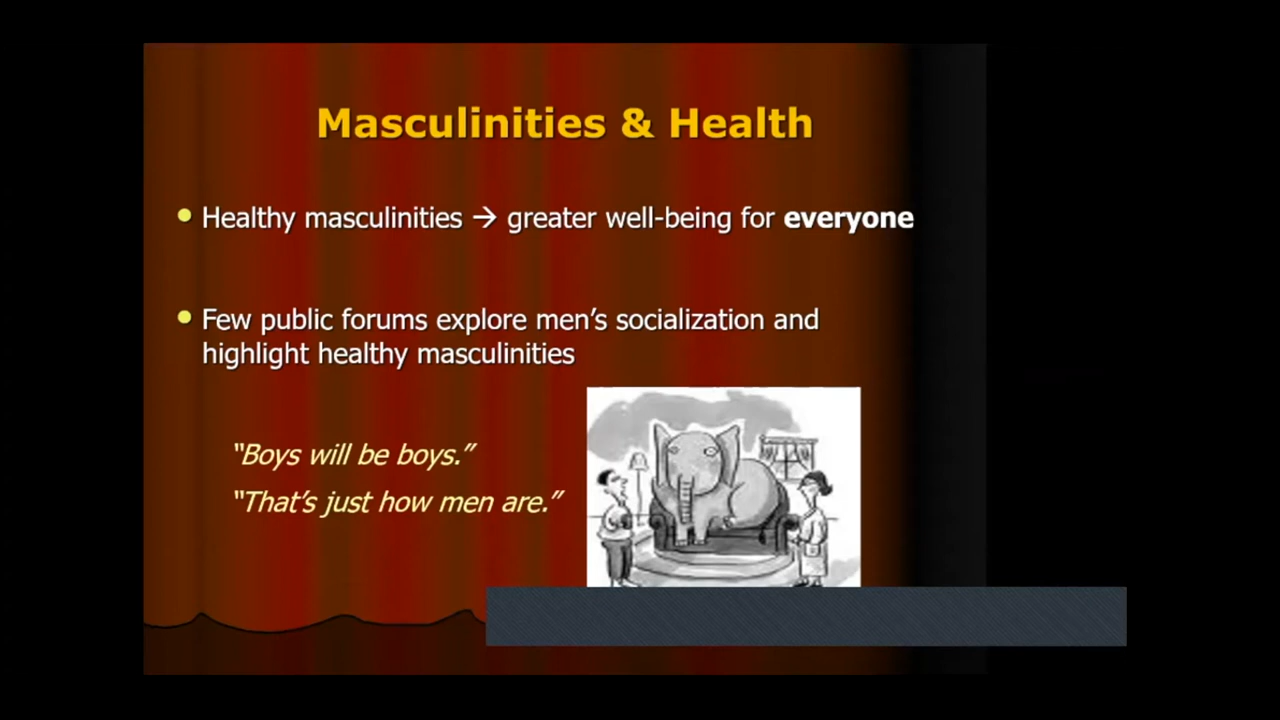 Masculinities & Health
Healthy masculinities → greater well-being for everyone
Few public forums explore men’s socialization and
highlight healthy masculinities
“Boys will be boys.”
“That’s just how men are.”